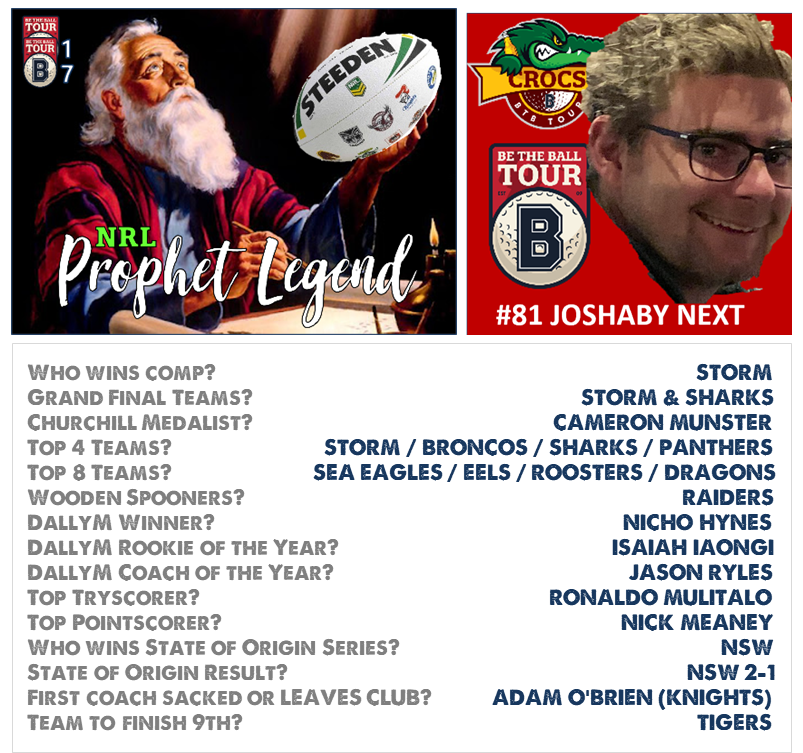 BE THE BALL
TOUR
BE THE BALL
TOUR
B
1
7
STEEDEN
NRL
Prophet Legend
CROCS
BTB TOUR
BE THE BALL
TOUR
B
#81 JOSHABY NEXT
WHO WINS COMP? STORM
GRAND FINAL TEAMS? STORM & SHARKS
CHURCHILL MEDALIST? CAMERON MUNSTER
TOP 4 TEAMS? STORM / BRONCOS / SHARKS / PANTHERS
TOP 8 TEAMS? SEA EAGLES / EELS / ROOSTERS / DRAGONS
WOODEN SPOONERS? RAIDERS
DALLYM WINNER? NICHO HYNES
DALLYM ROOKIE OF THE YEAR? ISAIAH IAONGI
DALLYM COACH OF THE YEAR? JASON RYLES
TOP TRYSCORER? RONALDO MULITALO
TOP POINTSCORER? NICK MEANEY
WHO WINS STATE OF ORIGIN SERIES? NSW
STATE OF ORIGIN RESULT? NSW 2-1
FIRST COACH SACKED OR LEAVES CLUB? ADAM O'BRIEN (KNIGHTS)
TEAM TO FINISH 9TH? TIGERS